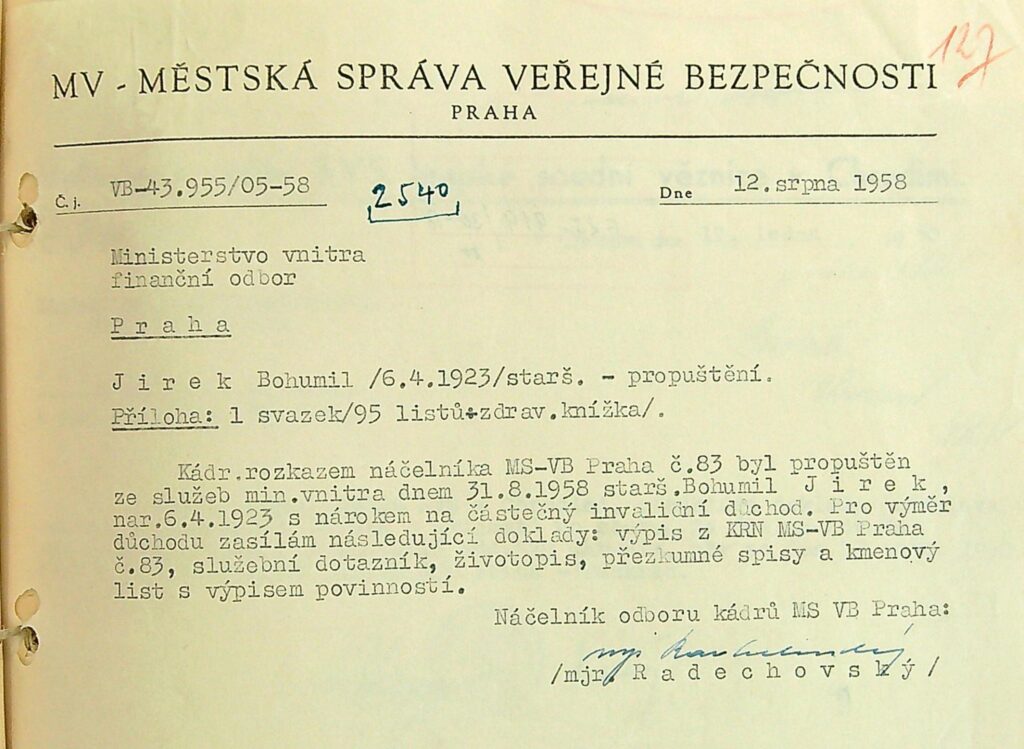 127
MV - MĚSTSKÁ SPRÁVA VEŘEJNÉ BEZPEČNOSTI
PRAHA
Č. j. VB-43.955/05-58 2540 Dne 12.srpna 1958
Ministerstvo vnitra
finanční odbor
P r a h a
J i r e k Bohumil /6.4.1923/starš. - propuštění.
Příloha: 1 svazek/95 listů+zdrav.knížka/.
Kádr.rozkazem náčelníka MS-VB Praha č.83 byl propuštěn
ze služeb min.vnitra dnem 31.8.1958 starš.Bohumil J i r e k ,
nar.6.4.1923 s nárokem na částečný invalidní důchod. Pro výměr
důchodu zasílám následující doklady: výpis z KRN MS-VB Praha
č.83, služební dotazník, životopis, přezkumné spisy a kmenový
list s výpisem povinností.
Náčelník odboru kádrů MS VB Praha:
/mjr. R a d e c h o v s k ý /